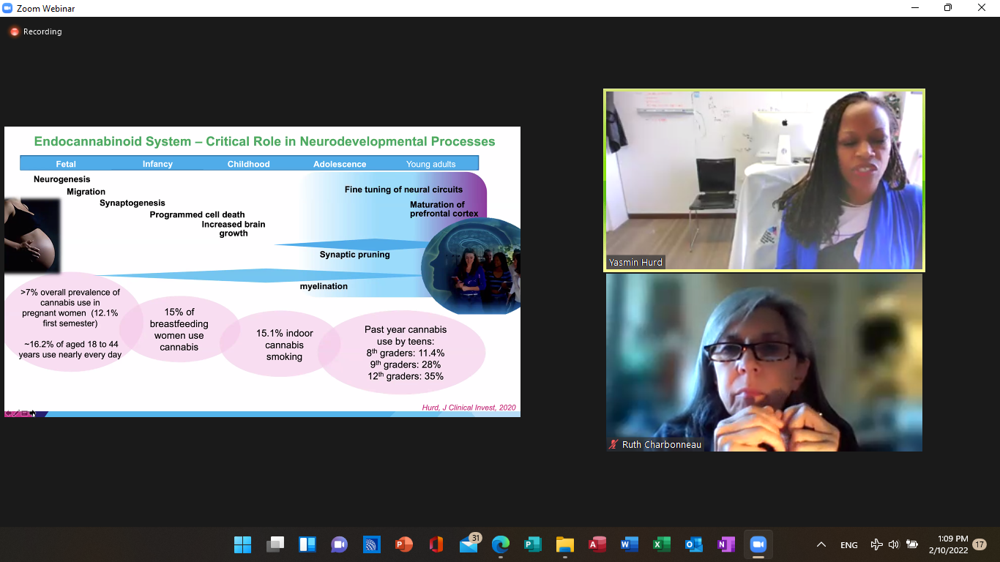 Zoom Webinar
Recording
Endocannabinoid System – Critical Role in Neurodevelopmental Processes
Fetal Infancy Childhood Adolescence Young adults
Neurogenesis
Migration
Synaptogenesis
Programmed cell death
Increased brain
growth
Fine tuning of neural circuits
Maturation of
prefrontal cortex
Synaptic pruning
myelination
>7% overall prevalence of
cannabis use in
pregnant women (12.1%
first semester)
~16.2% of aged 18 to 44
years use nearly every day
15% of
breastfeeding
women use
cannabis
15.1% indoor
cannabis
smoking
Past year cannabis
use by teens:
8th graders: 11.4%
9th graders: 28%
12th graders: 35%
Hurd, J Clinical Invest, 2020
Yasmin Hurd
Ruth Charbonneau
31
ENG
1:09 PM
2/10/2022
17